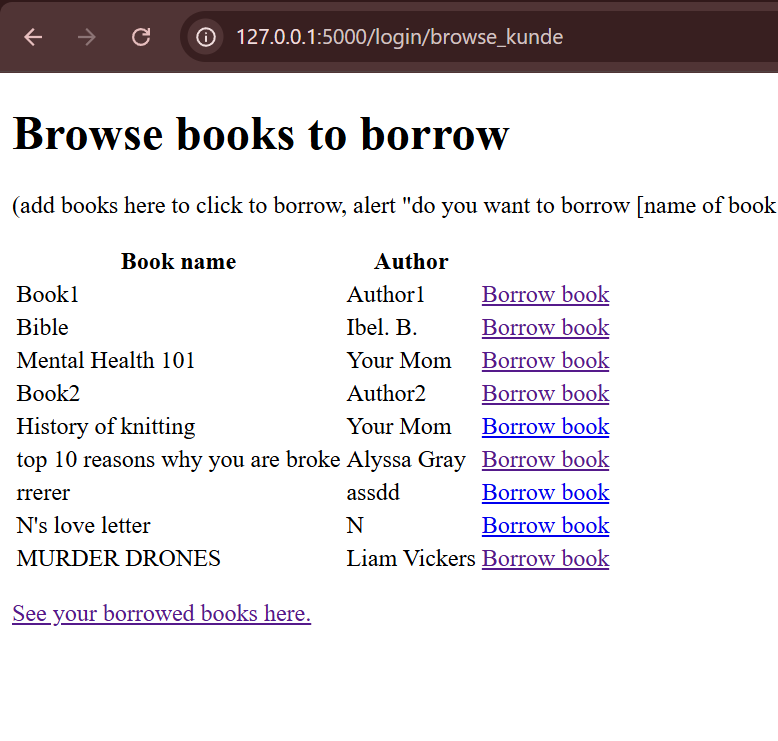 127.0.0.1:5000/login/browse_kunde
Browse books to borrow
(add books here to click to borrow, alert "do you want to borrow [name of book
Book name Author
Book1 Author1 Borrow book
Bible Ibel. B. Borrow book
Mental Health 101 Your Mom Borrow book
Book2 Author2 Borrow book
History of knitting Your Mom Borrow book
top 10 reasons why you are broke Alyssa Gray Borrow book
rrerer assdd Borrow book
N's love letter N Borrow book
MURDER DRONES Liam Vickers Borrow book
See your borrowed books here.